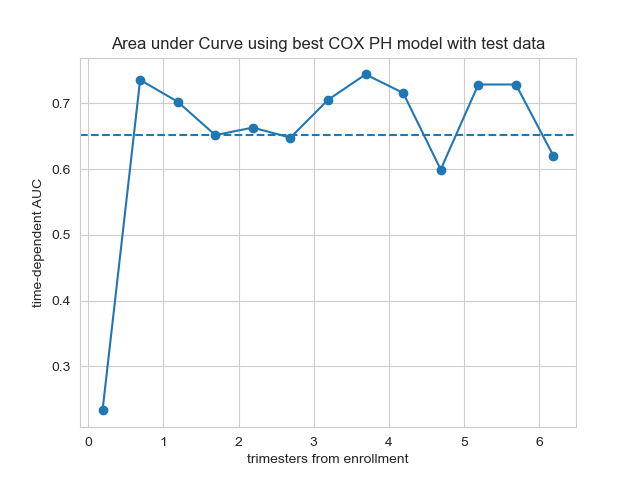 Area under Curve using best COX PH model with test data
time-dependent AUC
0.7
0.6
0.5
0.4
0.3
0 1 2 3 4 5 6
trimesters from enrollment